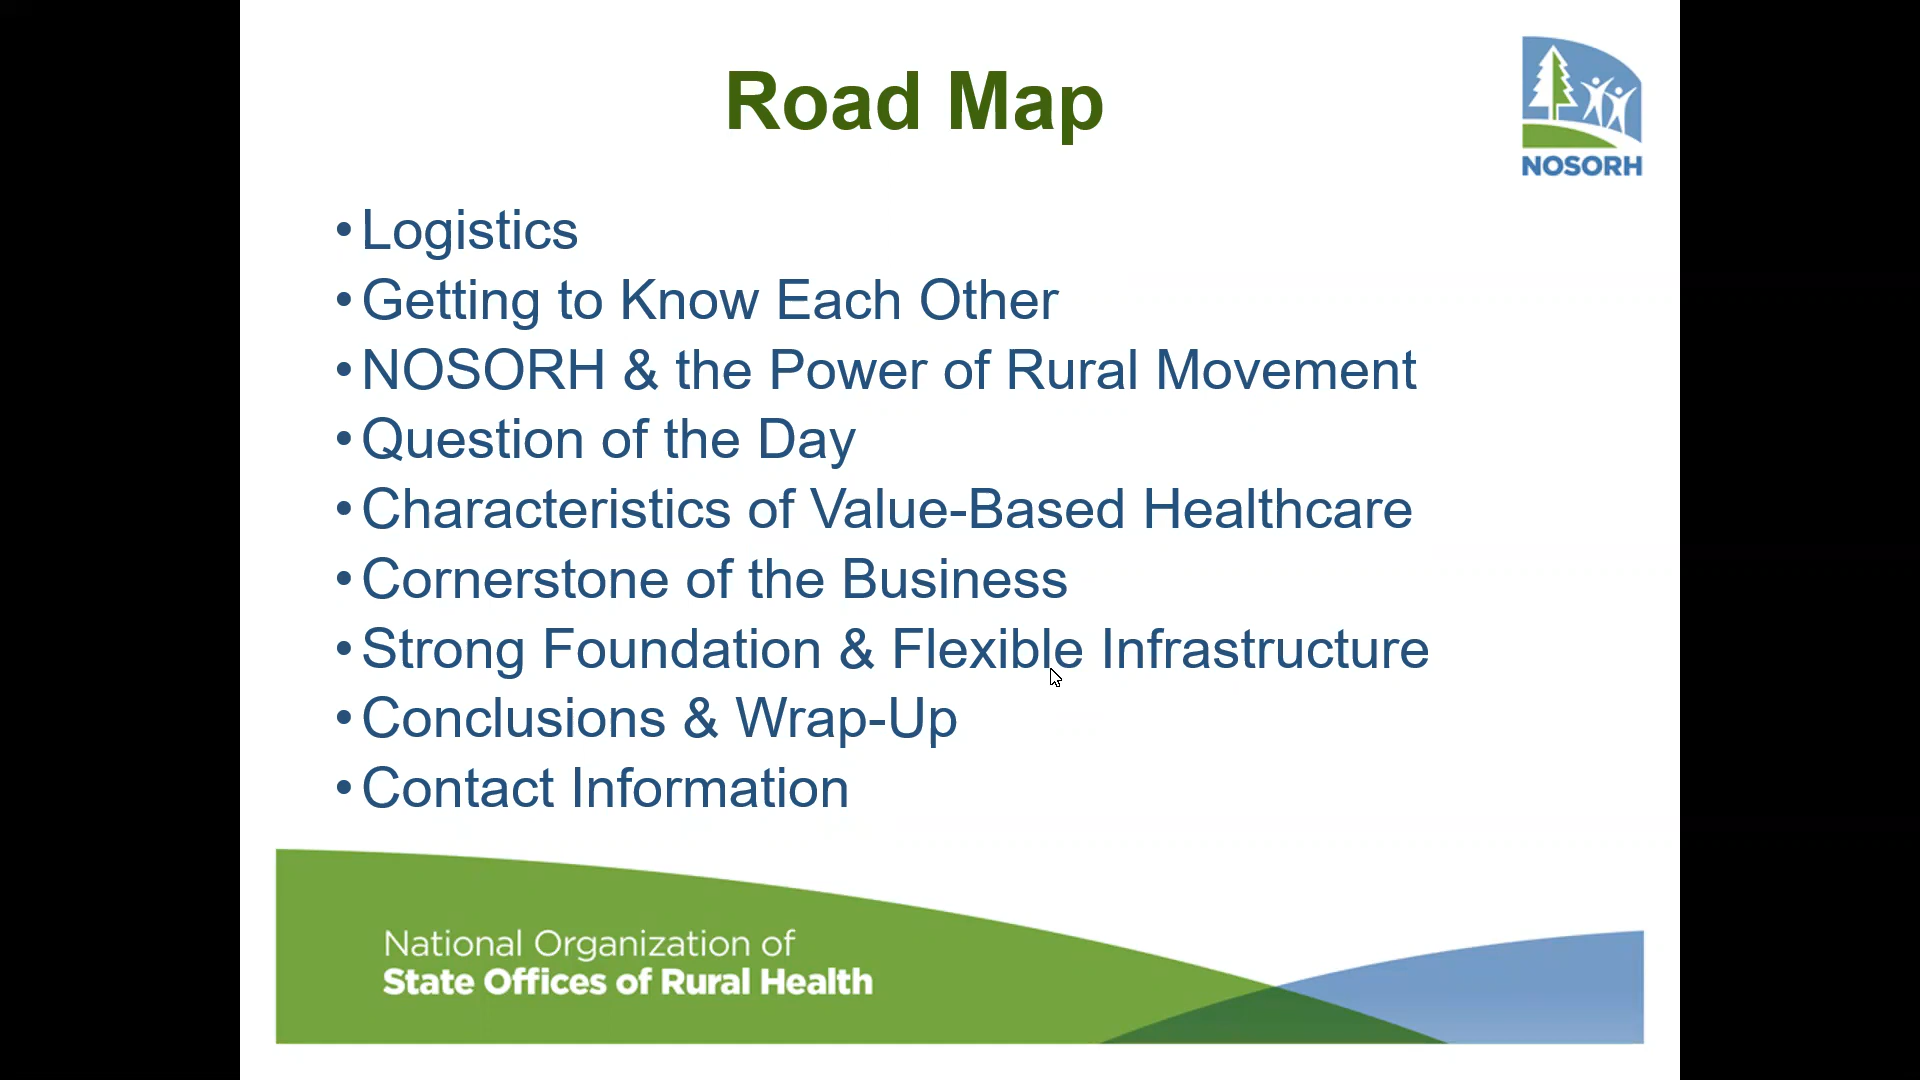 Road Map
NOSORH
•Logistics
•Getting to Know Each Other
•NOSORH & the Power of Rural Movement
•Question of the Day
•Characteristics of Value-Based Healthcare
•Cornerstone of the Business
•Strong Foundation & Flexible Infrastructure
•Conclusions & Wrap-Up
•Contact Information
National Organization of
State Offices of Rural Health